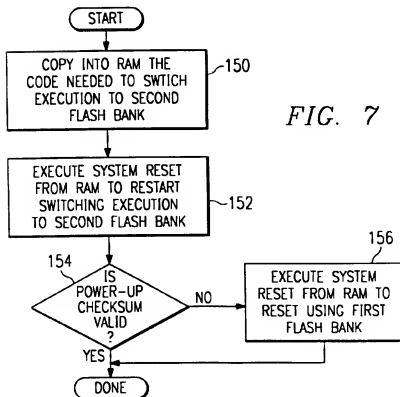 START
COPY INTO RAM THE
CODE NEEDED TO SWTICH
EXECUTION TO SECOND
FLASH BANK
150
FIG. 7
EXECUTE SYSTEM RESET
FROM RAM TO RESTART
SWITCHING EXECUTION
TO SECOND FLASH BANK
152
154
IS
POWER-UP
CHECKSUM
VALID
?
NO
156
EXECUTE SYSTEM
RESET FROM RAM TO
RESET USING FIRST
FLASH BANK
YES
DONE